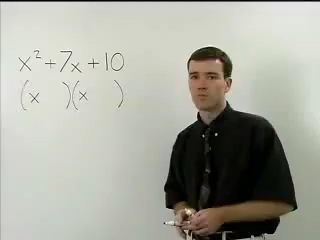 x² + 7x + 10
(x )(x )